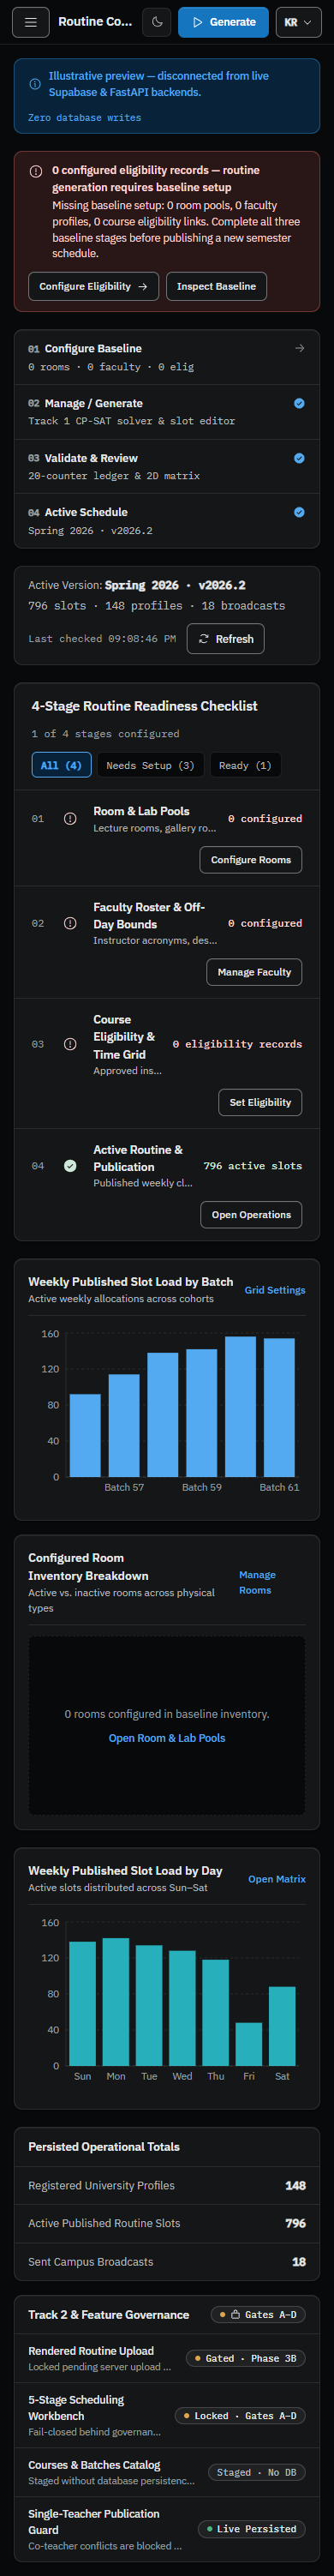 Routine Co...
Generate
KR
Illustrative preview — disconnected from live
Supabase & FastAPI backends.
Zero database writes
0 configured eligibility records — routine
generation requires baseline setup
Missing baseline setup: 0 room pools, 0 faculty
profiles, 0 course eligibility links. Complete all three
baseline stages before publishing a new semester
schedule.
Configure Eligibility →
Inspect Baseline
01 Configure Baseline →
0 rooms · 0 faculty · 0 elig
02 Manage / Generate
Track 1 CP-SAT solver & slot editor
03 Validate & Review
20-counter ledger & 2D matrix
04 Active Schedule
Spring 2026 · v2026.2
Active Version: Spring 2026 · v2026.2
796 slots · 148 profiles · 18 broadcasts
Last checked 09:08:46 PM
Refresh
4-Stage Routine Readiness Checklist
1 of 4 stages configured
All (4)
Needs Setup (3)
Ready (1)
01
Room & Lab Pools
Lecture rooms, gallery ro...
0 configured
Configure Rooms
02
Faculty Roster & Off-
Day Bounds
Instructor acronyms, des...
0 configured
Manage Faculty
03
Course
Eligibility &
Time Grid
Approved ins...
0 eligibility records
Set Eligibility
04
Active Routine &
Publication
Published weekly cl...
796 active slots
Open Operations
Weekly Published Slot Load by Batch
Active weekly allocations across cohorts
Grid Settings
160
120
80
40
0
Batch 57
Batch 59
Batch 61
Configured Room
Inventory Breakdown
Active vs. inactive rooms across physical
types
Manage
Rooms
0 rooms configured in baseline inventory.
Open Room & Lab Pools
Weekly Published Slot Load by Day
Active slots distributed across Sun–Sat
Open Matrix
160
120
80
40
0
Sun Mon Tue Wed Thu Fri Sat
Persisted Operational Totals
Registered University Profiles 148
Active Published Routine Slots 796
Sent Campus Broadcasts 18
Track 2 & Feature Governance
Gates A–D
Rendered Routine Upload
Locked pending server upload ...
Gated · Phase 3B
5-Stage Scheduling
Workbench
Fail-closed behind governan...
Locked · Gates A–D
Courses & Batches Catalog
Staged without database persistenc...
Staged · No DB
Single-Teacher Publication
Guard
Co-teacher conflicts are blocked ...
Live Persisted